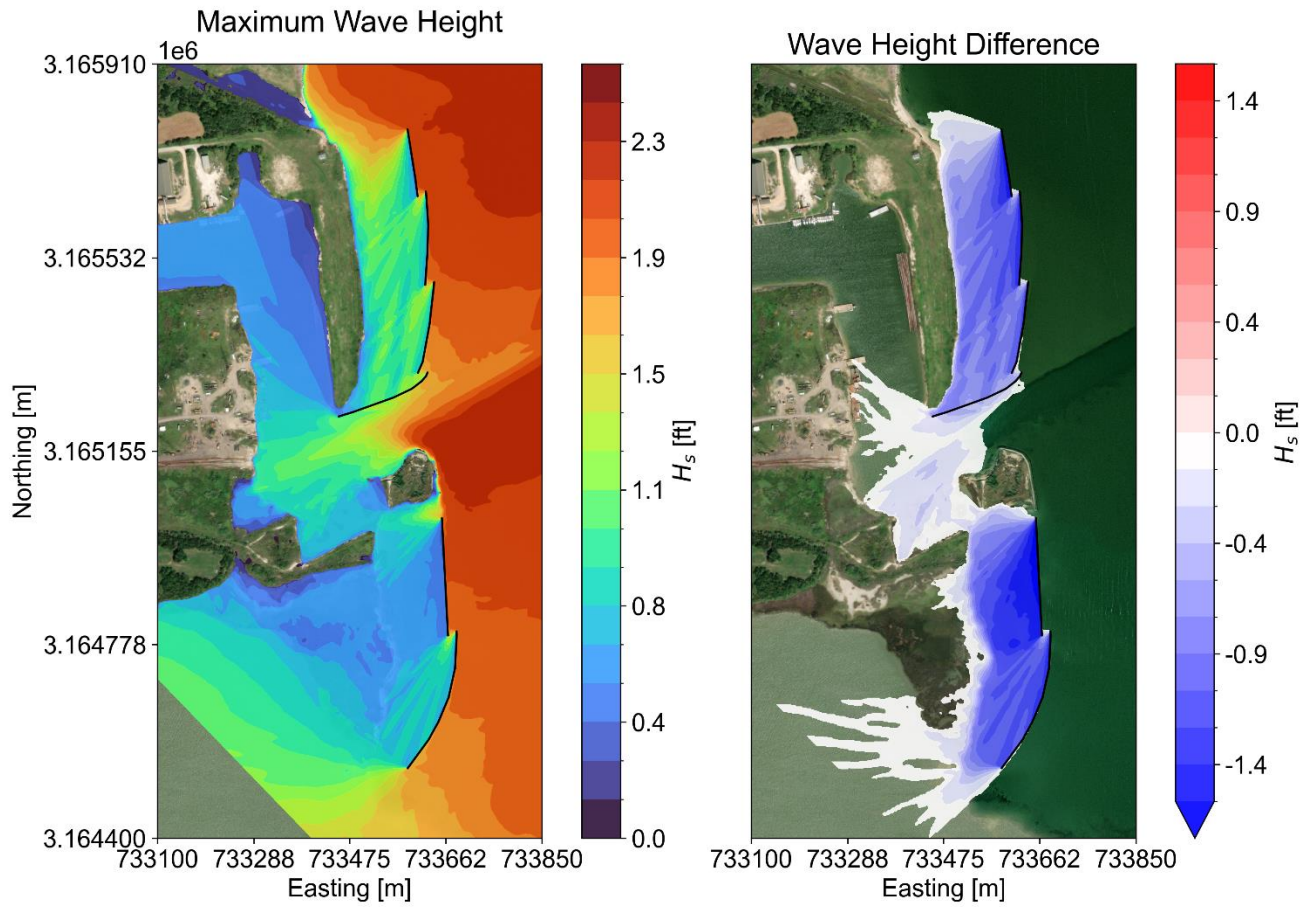 Maximum Wave Height
1e6
3.165910
3.165532
3.165155
3.164778
3.164400
Northing [m]
733100 733288 733475 733662 733850
Easting [m]
2.3
1.9
1.5
1.1
0.8
0.4
0.0
H_s [ft]
Wave Height Difference
733100 733288 733475 733662 733850
Easting [m]
1.4
0.9
0.4
0.0
-0.4
-0.9
-1.4
H_s [ft]